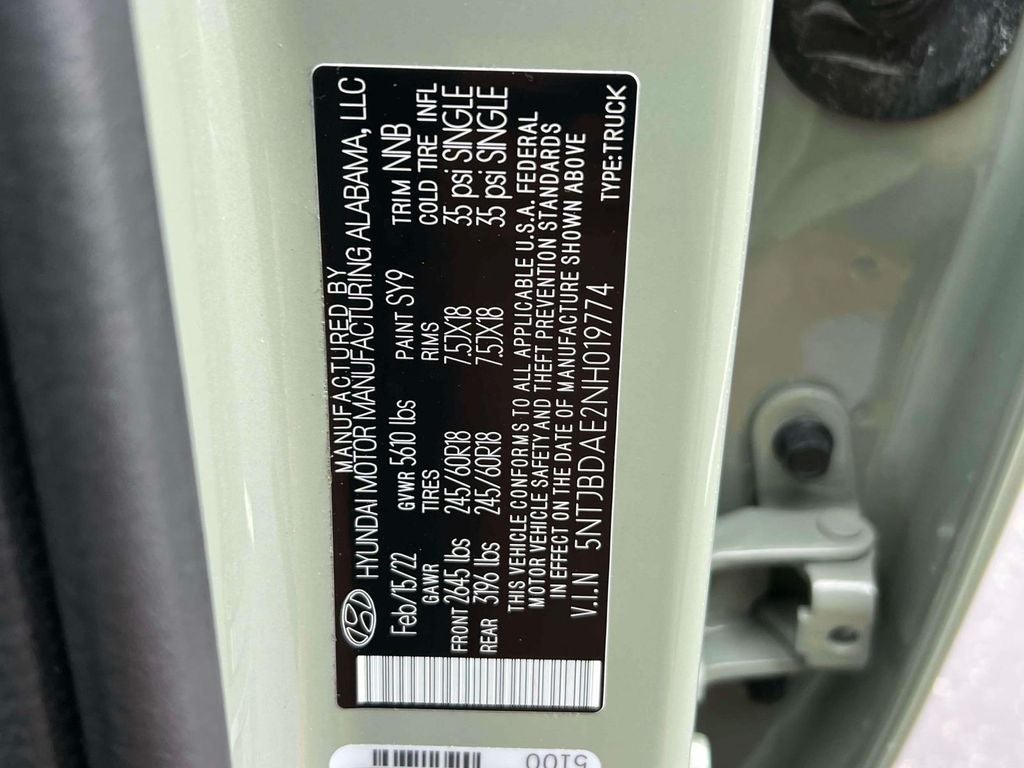 MANUFACTURED BY
HYUNDAI MOTOR MANUFACTURING ALABAMA, LLC
Feb/15/22 GVWR 5610 lbs PAINT SY9 TRIM NNB
GAWR TIRES RIMS COLD TIRE INFL
FRONT 2645 lbs 245/60R18 7.5JX18 35 psi SINGLE
REAR 3196 lbs 245/60R18 7.5JX18 35 psi SINGLE
THIS VEHICLE CONFORMS TO ALL APPLICABLE U.S.A. FEDERAL
MOTOR VEHICLE SAFETY AND THEFT PREVENTION STANDARDS
IN EFFECT ON THE DATE OF MANUFACTURE SHOWN ABOVE
V.I.N 5NTJBDAE2NH019774 TYPE:TRUCK
5100